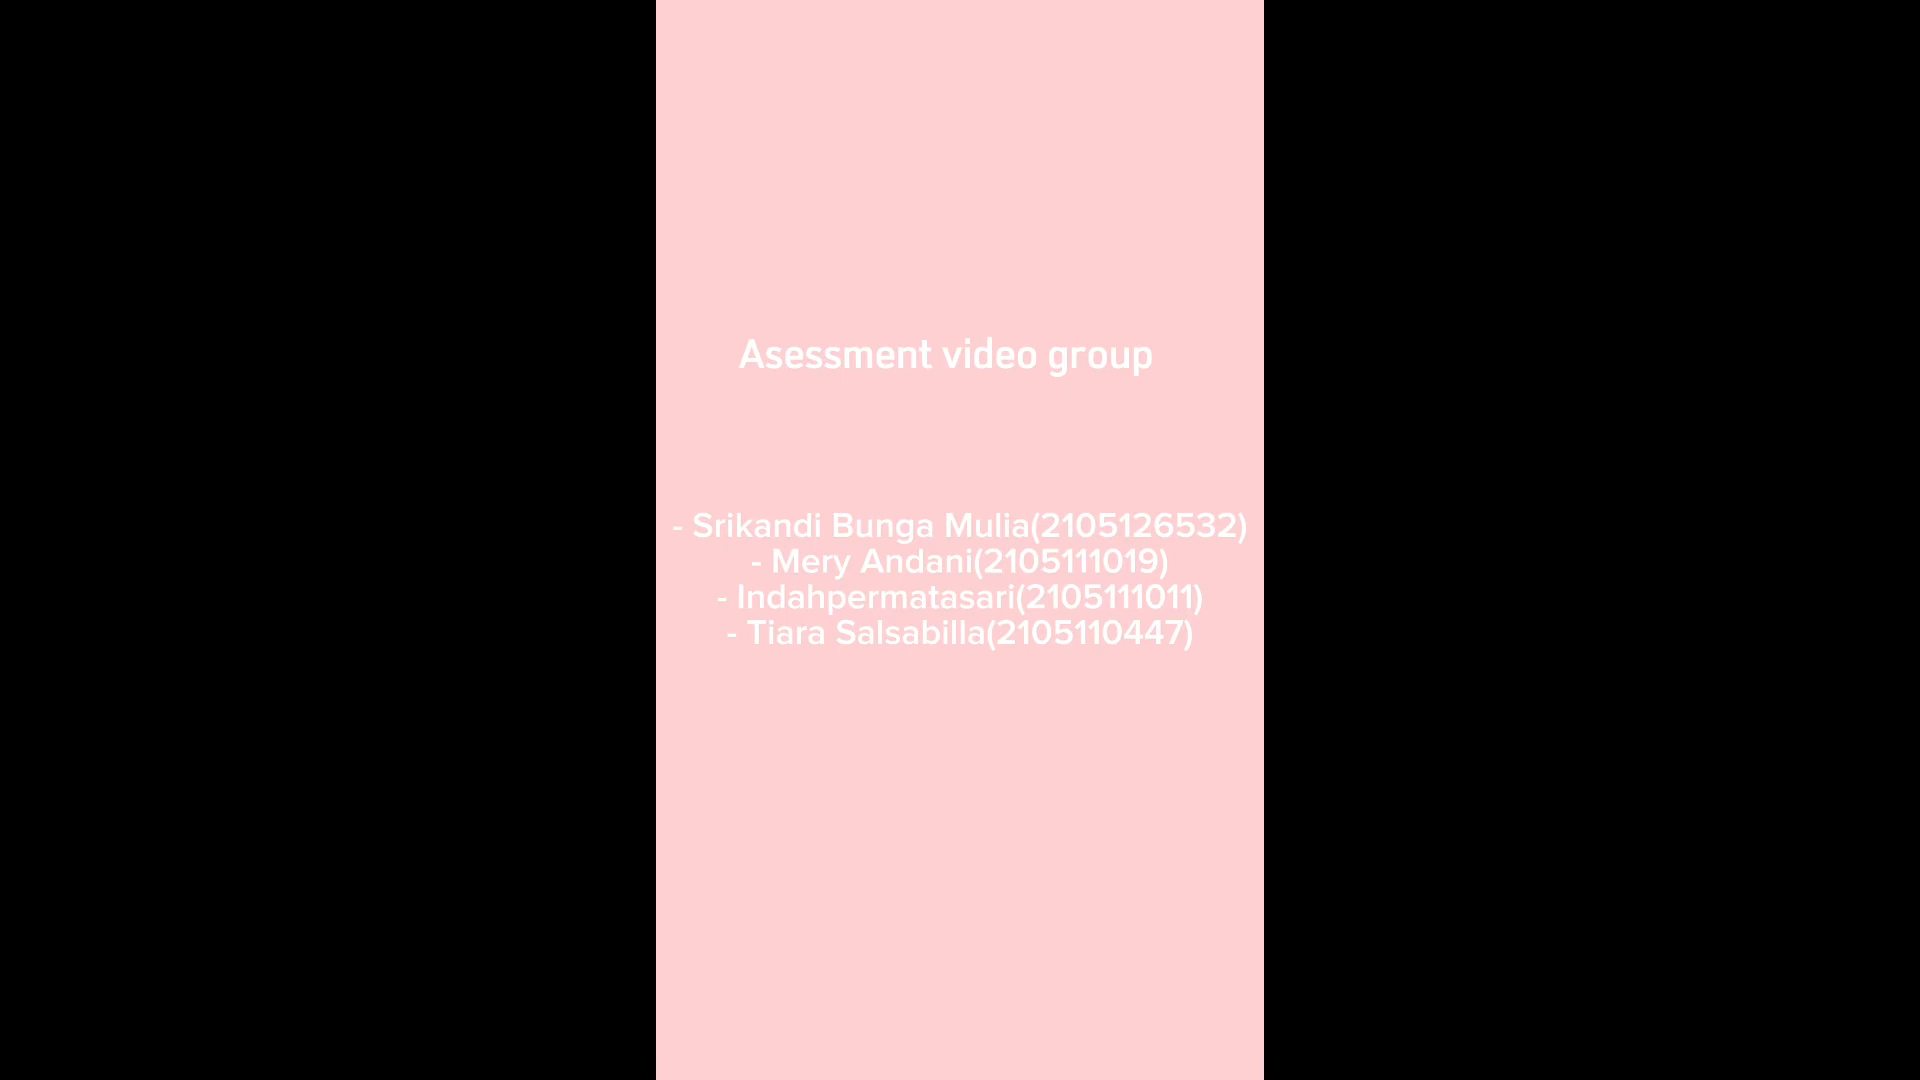 Asessment video group
- Srikandi Bunga Mulia(2105126532)
- Mery Andani(2105111019)
- Indahpermatasari(2105111011)
- Tiara Salsabilla(2105110447)